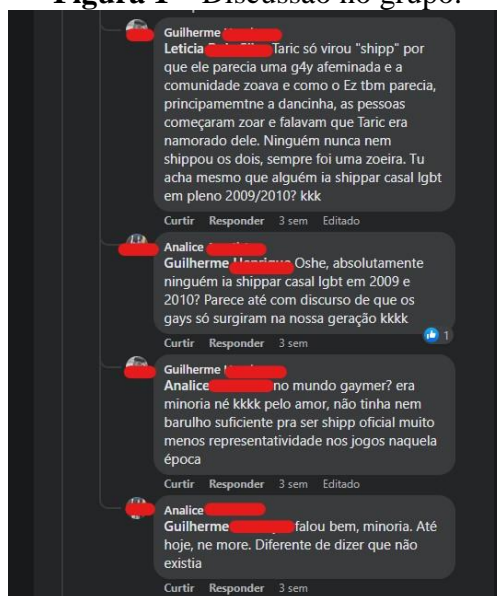 Figura 1 – Discussão no grupo.
Guilherme
Leticia Taric só virou "shipp" por
que ele parecia uma g4y afeminada e a
comunidade zoava e como o Ez tbm parecia,
principamemtne a dancinha, as pessoas
começaram zoar e falavam que Taric era
namorado dele. Ninguém nunca nem
shippou os dois, sempre foi uma zoeira. Tu
acha mesmo que alguém ia shippar casal lgbt
em pleno 2009/2010? kkk
Curtir Responder 3 sem Editado
Analice
Guilherme Oshe, absolutamente
ninguém ia shippar casal lgbt em 2009 e
2010? Parece até com discurso de que os
gays só surgiram na nossa geração kkkk
Curtir Responder 3 sem 1
Guilherme
Analice no mundo gaymer? era
minoria né kkkk pelo amor, não tinha nem
barulho suficiente pra ser shipp oficial muito
menos representatividade nos jogos naquela
época
Curtir Responder 3 sem Editado
Analice
Guilherme falou bem, minoria. Até
hoje, ne more. Diferente de dizer que não
existia
Curtir Responder 3 sem